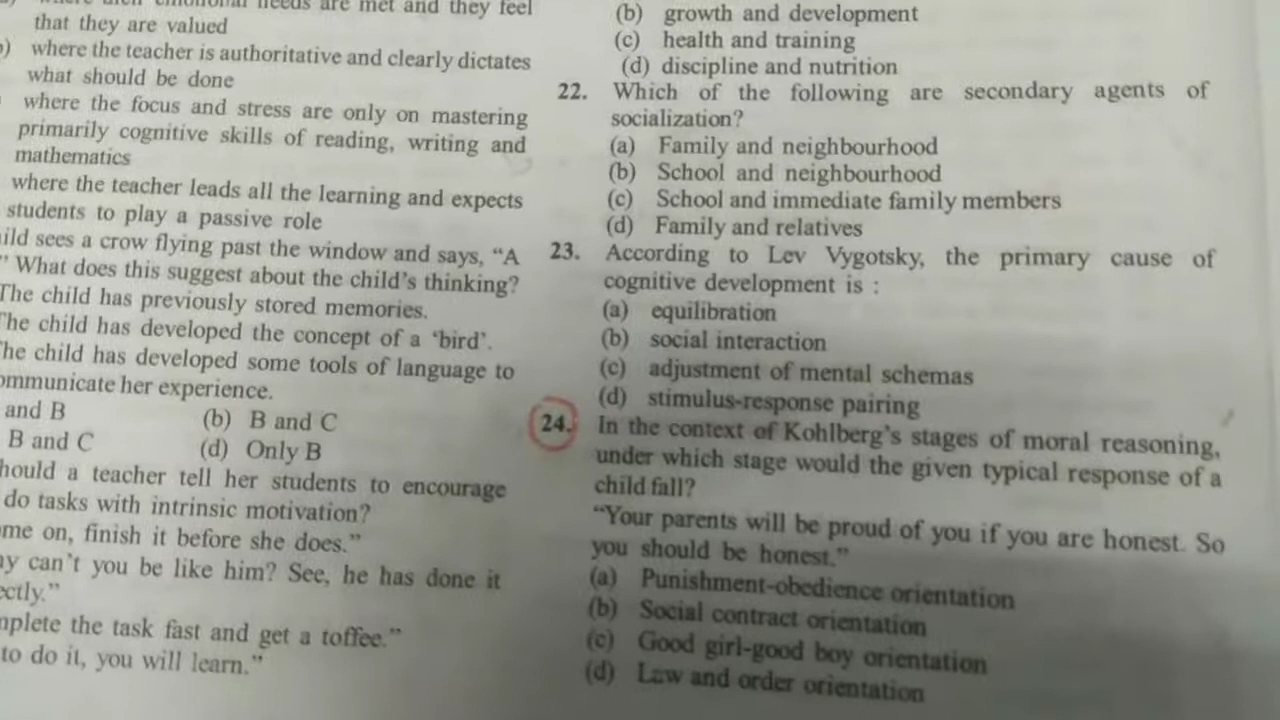 needs are met and they feel
that they are valued
where the teacher is authoritative and clearly dictates
what should be done
where the focus and stress are only on mastering
primarily cognitive skills of reading, writing and
mathematics
where the teacher leads all the learning and expects
students to play a passive role
sees a crow flying past the window and says, “A
” What does this suggest about the child’s thinking?
The child has previously stored memories.
The child has developed the concept of a ‘bird’.
The child has developed some tools of language to
her experience.
and B (b) B and C
B and C (d) Only B
a teacher tell her students to encourage
do tasks with intrinsic motivation?
on, finish it before she does.”
can’t you be like him? See, he has done it
the task fast and get a toffee.”
to do it, you will learn.”
(b) growth and development
(c) health and training
(d) discipline and nutrition
22. Which of the following are secondary agents of
socialization?
(a) Family and neighbourhood
(b) School and neighbourhood
(c) School and immediate family members
(d) Family and relatives
23. According to Lev Vygotsky, the primary cause of
cognitive development is :
(a) equilibration
(b) social interaction
(c) adjustment of mental schemas
(d) stimulus-response pairing
24. In the context of Kohlberg’s stages of moral reasoning,
under which stage would the given typical response of a
child fall?
“Your parents will be proud of you if you are honest. So
you should be honest.”
(a) Punishment-obedience orientation
(b) Social contract orientation
(c) Good girl-good boy orientation
(d) Law and order orientation